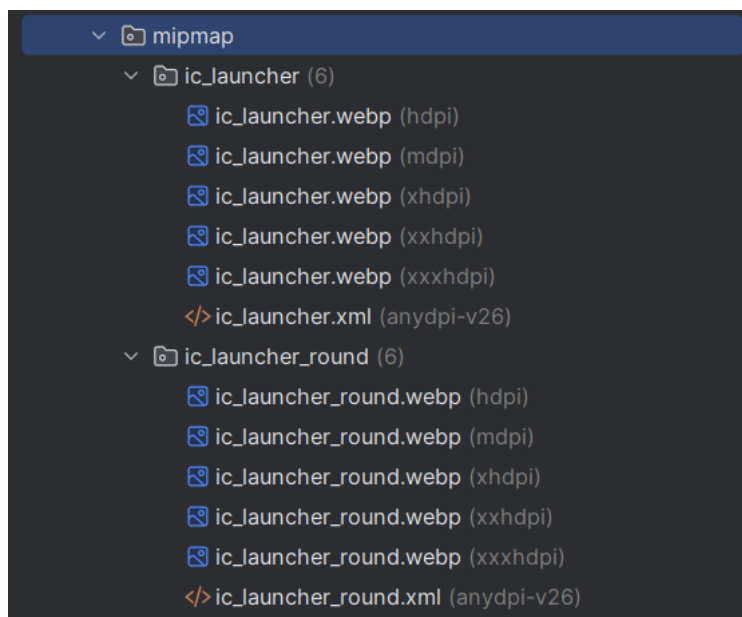 mipmap
ic_launcher (6)
ic_launcher.webp (hdpi)
ic_launcher.webp (mdpi)
ic_launcher.webp (xhdpi)
ic_launcher.webp (xxhdpi)
ic_launcher.webp (xxxhdpi)
</> ic_launcher.xml (anydpi-v26)
ic_launcher_round (6)
ic_launcher_round.webp (hdpi)
ic_launcher_round.webp (mdpi)
ic_launcher_round.webp (xhdpi)
ic_launcher_round.webp (xxhdpi)
ic_launcher_round.webp (xxxhdpi)
</> ic_launcher_round.xml (anydpi-v26)